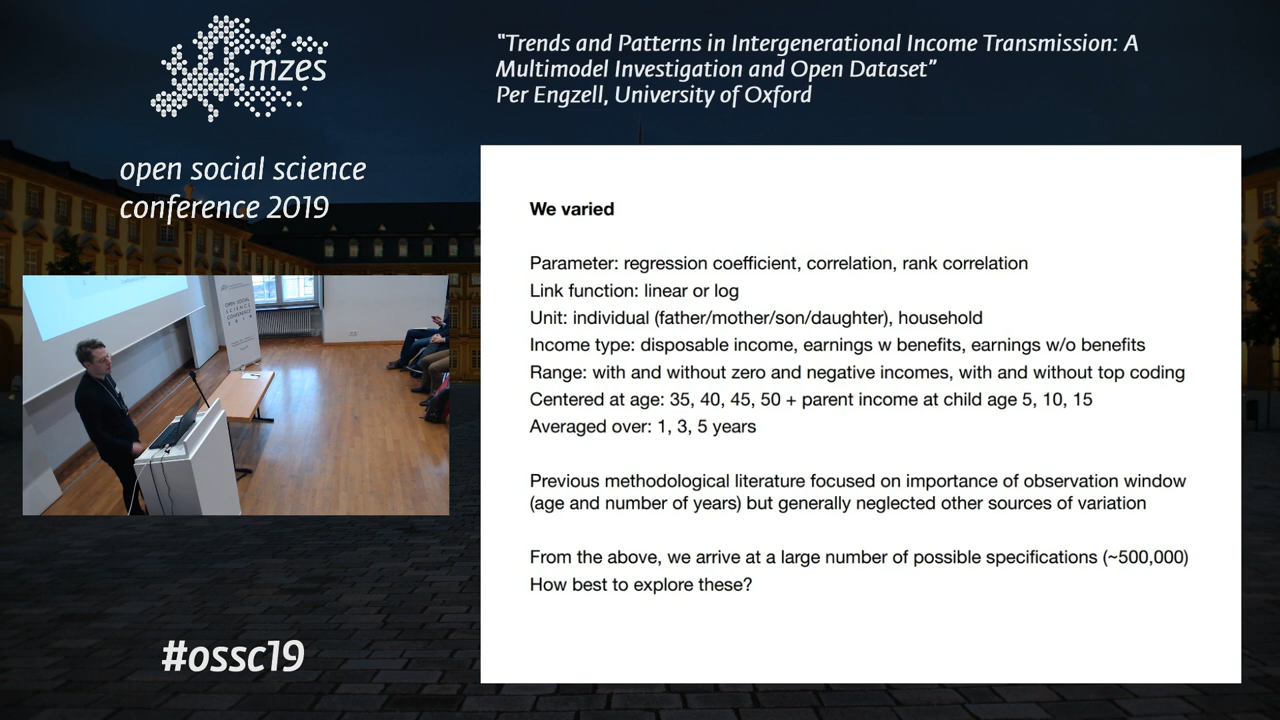 mzes
open social science
conference 2019
"Trends and Patterns in Intergenerational Income Transmission: A
Multimodel Investigation and Open Dataset"
Per Engzell, University of Oxford
OPEN SOCIAL
SCIENCE
CONFERENCE
2019
We varied
Parameter: regression coefficient, correlation, rank correlation
Link function: linear or log
Unit: individual (father/mother/son/daughter), household
Income type: disposable income, earnings w benefits, earnings w/o benefits
Range: with and without zero and negative incomes, with and without top coding
Centered at age: 35, 40, 45, 50 + parent income at child age 5, 10, 15
Averaged over: 1, 3, 5 years
Previous methodological literature focused on importance of observation window
(age and number of years) but generally neglected other sources of variation
From the above, we arrive at a large number of possible specifications (~500,000)
How best to explore these?
#ossc19